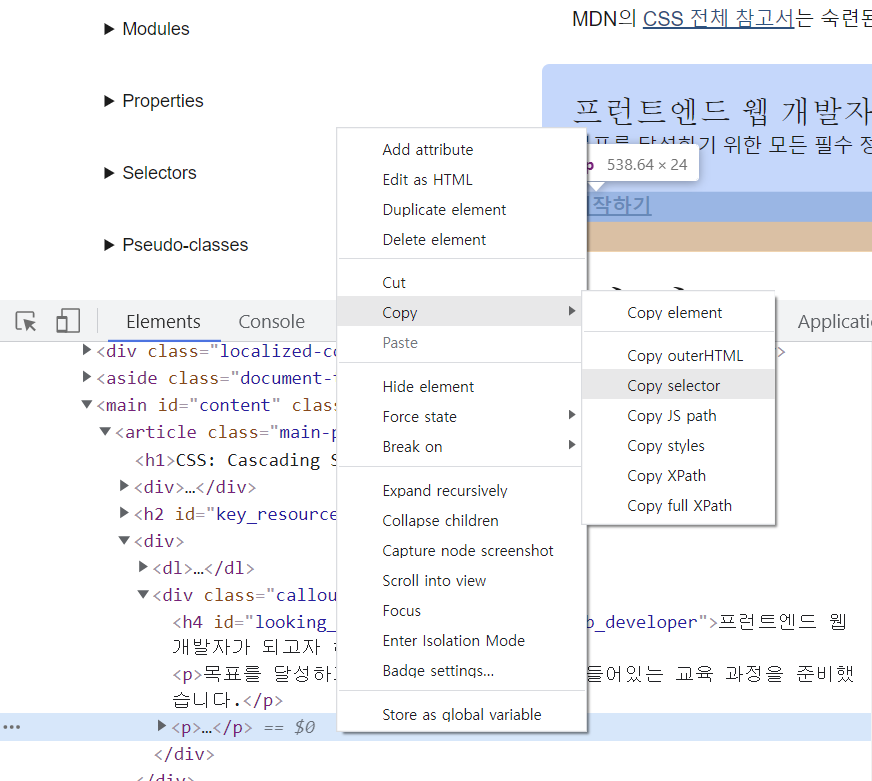 Modules
Properties
Selectors
Pseudo-classes
MDN의 CSS 전체 참고서는 숙련된
프런트엔드 웹 개발자
기 위한 모든 필수 정
p 538.64 × 24
작하기
Add attribute
Edit as HTML
Duplicate element
Delete element
Cut
Copy
Paste
Hide element
Force state
Break on
Expand recursively
Collapse children
Capture node screenshot
Scroll into view
Focus
Enter Isolation Mode
Badge settings...
Store as global variable
Copy element
Copy outerHTML
Copy selector
Copy JS path
Copy styles
Copy XPath
Copy full XPath
Elements Console Applicati
<div class="localized-co >
<aside class="document-t
<main id="content" clas
<article class="main-p
<h1>CSS: Cascading S
<div>…</div>
<h2 id="key_resource
<div>
<dl>…</dl>
<div class="callou
<h4 id="looking_ b_developer">프런트엔드 웹
개발자가 되고자
<p>목표를 달성하 들어있는 교육 과정을 준비했
습니다.</p>
… <p>…</p> == $0
</div>
</div>